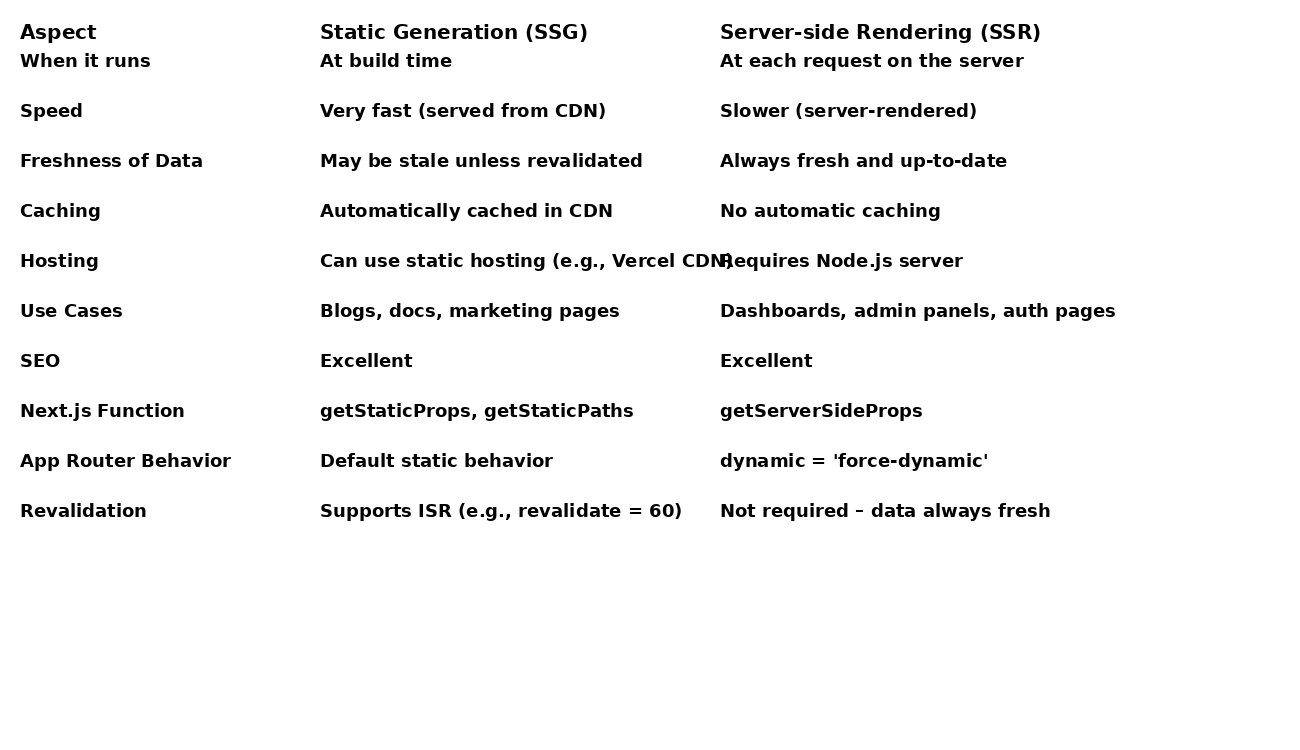 Aspect Static Generation (SSG) Server-side Rendering (SSR)
When it runs At build time At each request on the server
Speed Very fast (served from CDN) Slower (server-rendered)
Freshness of Data May be stale unless revalidated Always fresh and up-to-date
Caching Automatically cached in CDN No automatic caching
Hosting Can use static hosting (e.g., Vercel CDN) Requires Node.js server
Use Cases Blogs, docs, marketing pages Dashboards, admin panels, auth pages
SEO Excellent Excellent
Next.js Function getStaticProps, getStaticPaths getServerSideProps
App Router Behavior Default static behavior dynamic = 'force-dynamic'
Revalidation Supports ISR (e.g., revalidate = 60) Not required – data always fresh